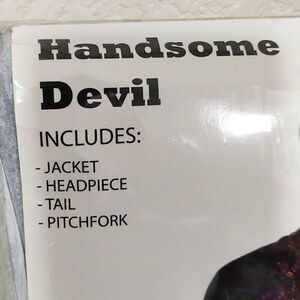 Handsome
Devil
INCLUDES:
- JACKET
- HEADPIECE
- TAIL
- PITCHFORK